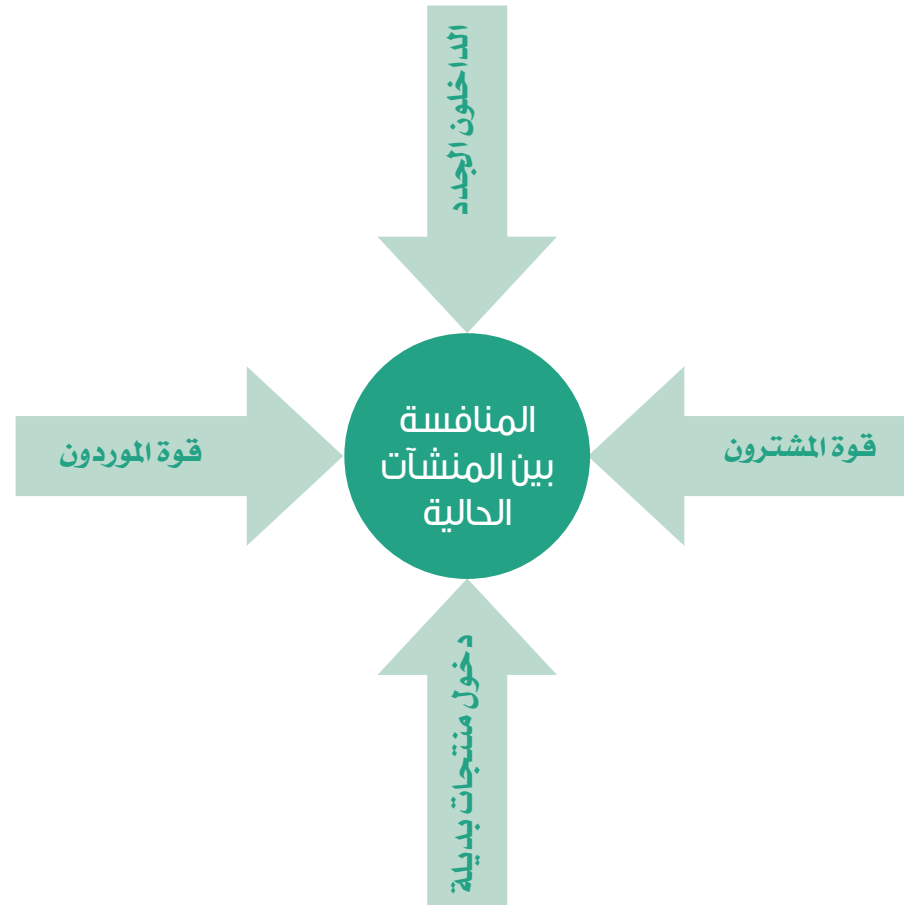 الداخلون الجدد
المنافسة
بين المنشآت
الحالية
قوة المشترون
قوة الموردون
دخول منتجات بديلة